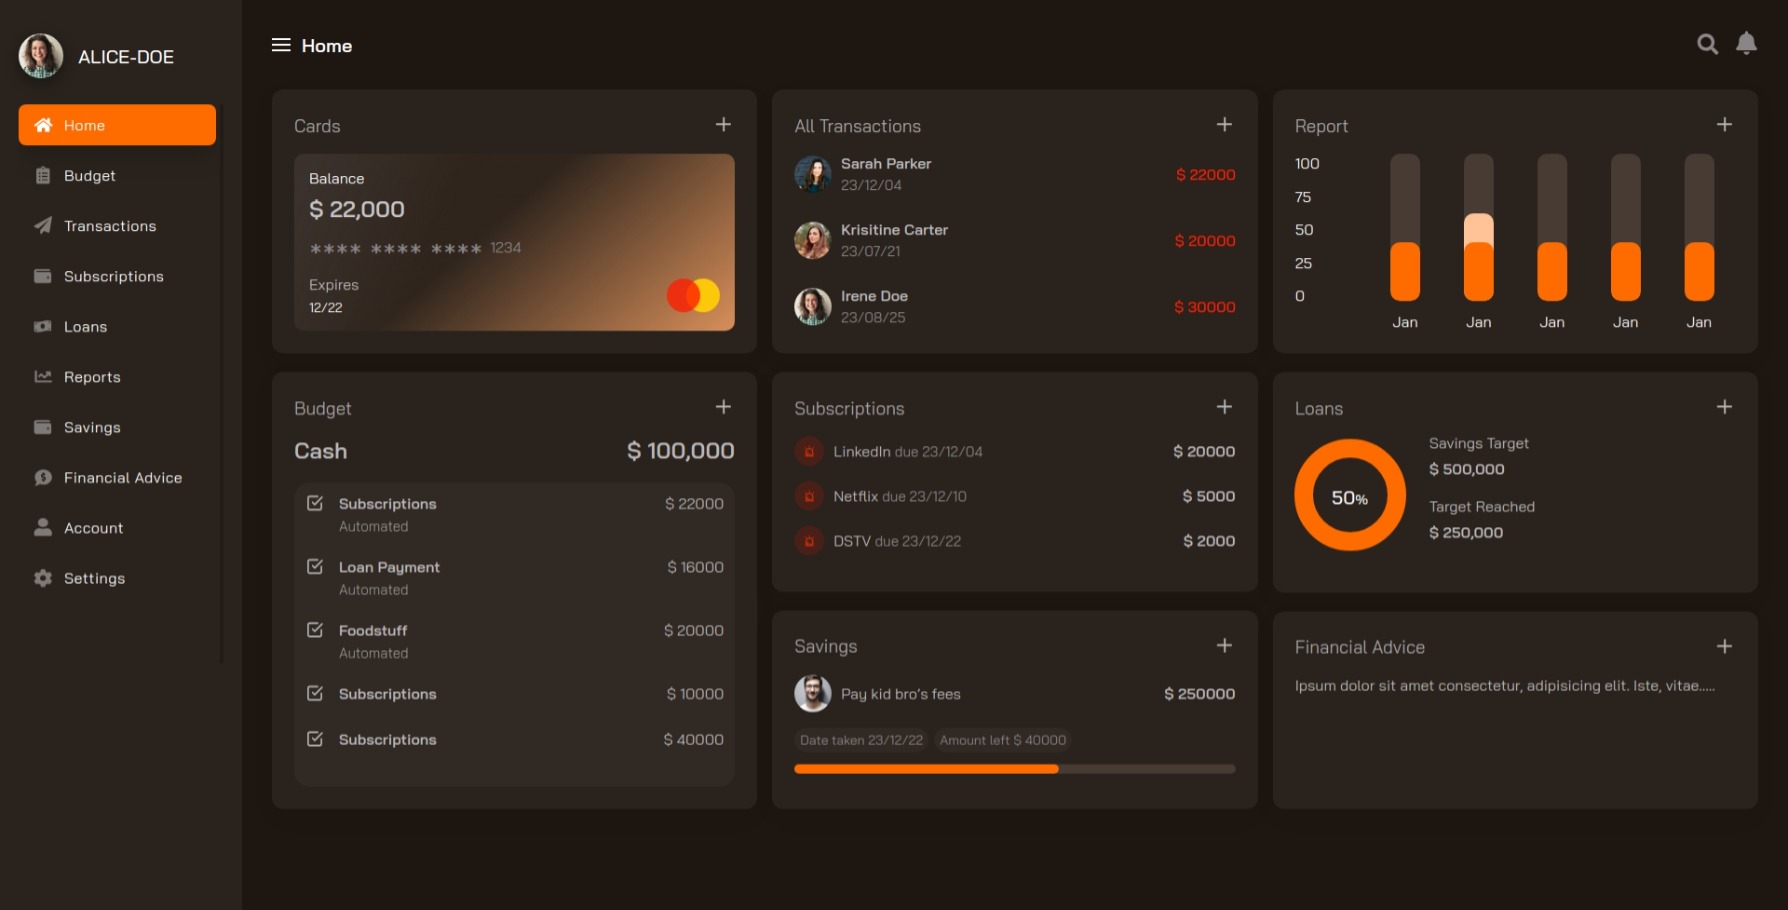 ALICE-DOE
Home
Budget
Transactions
Subscriptions
Loans
Reports
Savings
Financial Advice
Account
Settings
Home
Cards
Balance
$ 22,000
**** **** **** 1234
Expires
12/22
All Transactions
Sarah Parker
23/12/04
$ 22000
Krisitine Carter
23/07/21
$ 20000
Irene Doe
23/08/25
$ 30000
Report
100
75
50
25
0
Jan Jan Jan Jan Jan
Budget
Cash $ 100,000
Subscriptions $ 22000
Automated
Loan Payment $ 16000
Automated
Foodstuff $ 20000
Automated
Subscriptions $ 10000
Subscriptions $ 40000
Subscriptions
LinkedIn due 23/12/04 $ 20000
Netflix due 23/12/10 $ 5000
DSTV due 23/12/22 $ 2000
Loans
50%
Savings Target
$ 500,000
Target Reached
$ 250,000
Savings
Pay kid bro's fees $ 250000
Date taken 23/12/22 Amount left $ 40000
Financial Advice
Ipsum dolor sit amet consectetur, adipisicing elit. Iste, vitae.....